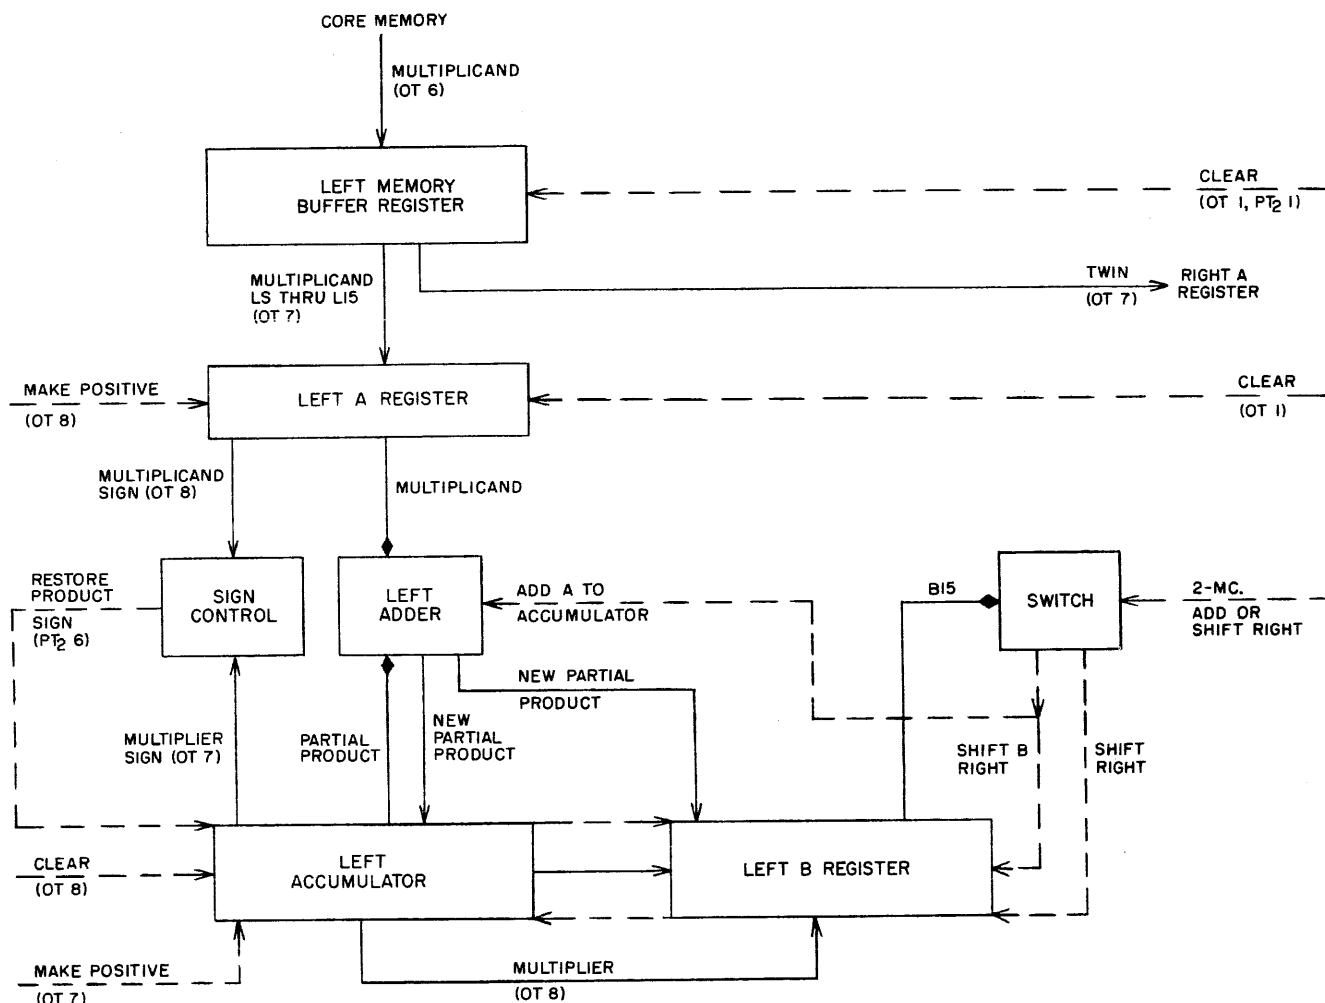 CORE MEMORY
MULTIPLICAND
(OT 6)
LEFT MEMORY
BUFFER REGISTER
CLEAR
(OT 1, PT2 1)
MULTIPLICAND
LS THRU L15
(OT 7)
TWIN
(OT 7)
RIGHT A
REGISTER
MAKE POSITIVE
(OT 8)
LEFT A REGISTER
CLEAR
(OT 1)
MULTIPLICAND
SIGN (OT 8)
MULTIPLICAND
RESTORE
PRODUCT
SIGN
(PT2 6)
SIGN
CONTROL
LEFT
ADDER
ADD A TO
ACCUMULATOR
B15
SWITCH
2-MC.
ADD OR
SHIFT RIGHT
NEW PARTIAL
PRODUCT
MULTIPLIER
SIGN (OT 7)
PARTIAL
PRODUCT
NEW
PARTIAL
PRODUCT
SHIFT B
RIGHT
SHIFT
RIGHT
CLEAR
(OT 8)
LEFT
ACCUMULATOR
LEFT B REGISTER
MAKE POSITIVE
(OT 7)
MULTIPLIER
(OT 8)